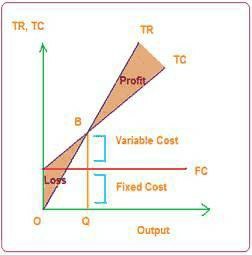 TR, TC
TR
TC
Profit
B
Variable Cost
FC
Loss
Fixed Cost
O
Q
Output